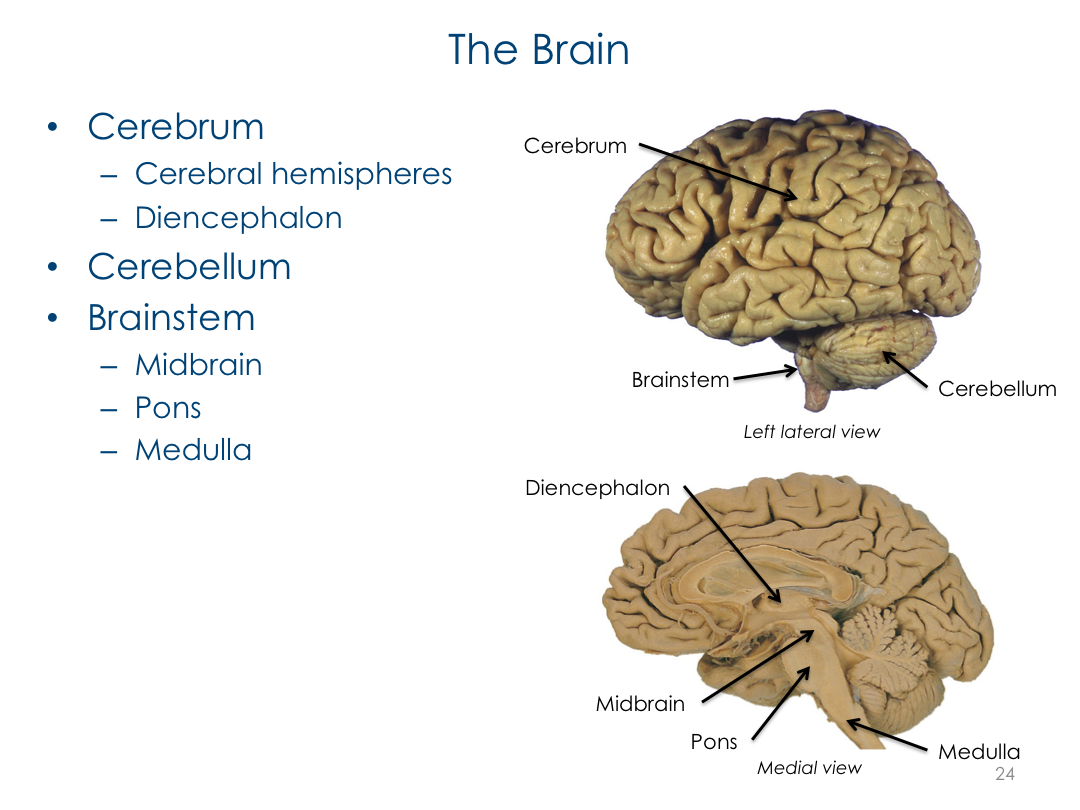 The Brain
• Cerebrum
– Cerebral hemispheres
– Diencephalon
• Cerebellum
• Brainstem
– Midbrain
– Pons
– Medulla
Cerebrum
Brainstem
Cerebellum
Left lateral view
Diencephalon
Midbrain
Pons
Medulla
Medial view
24